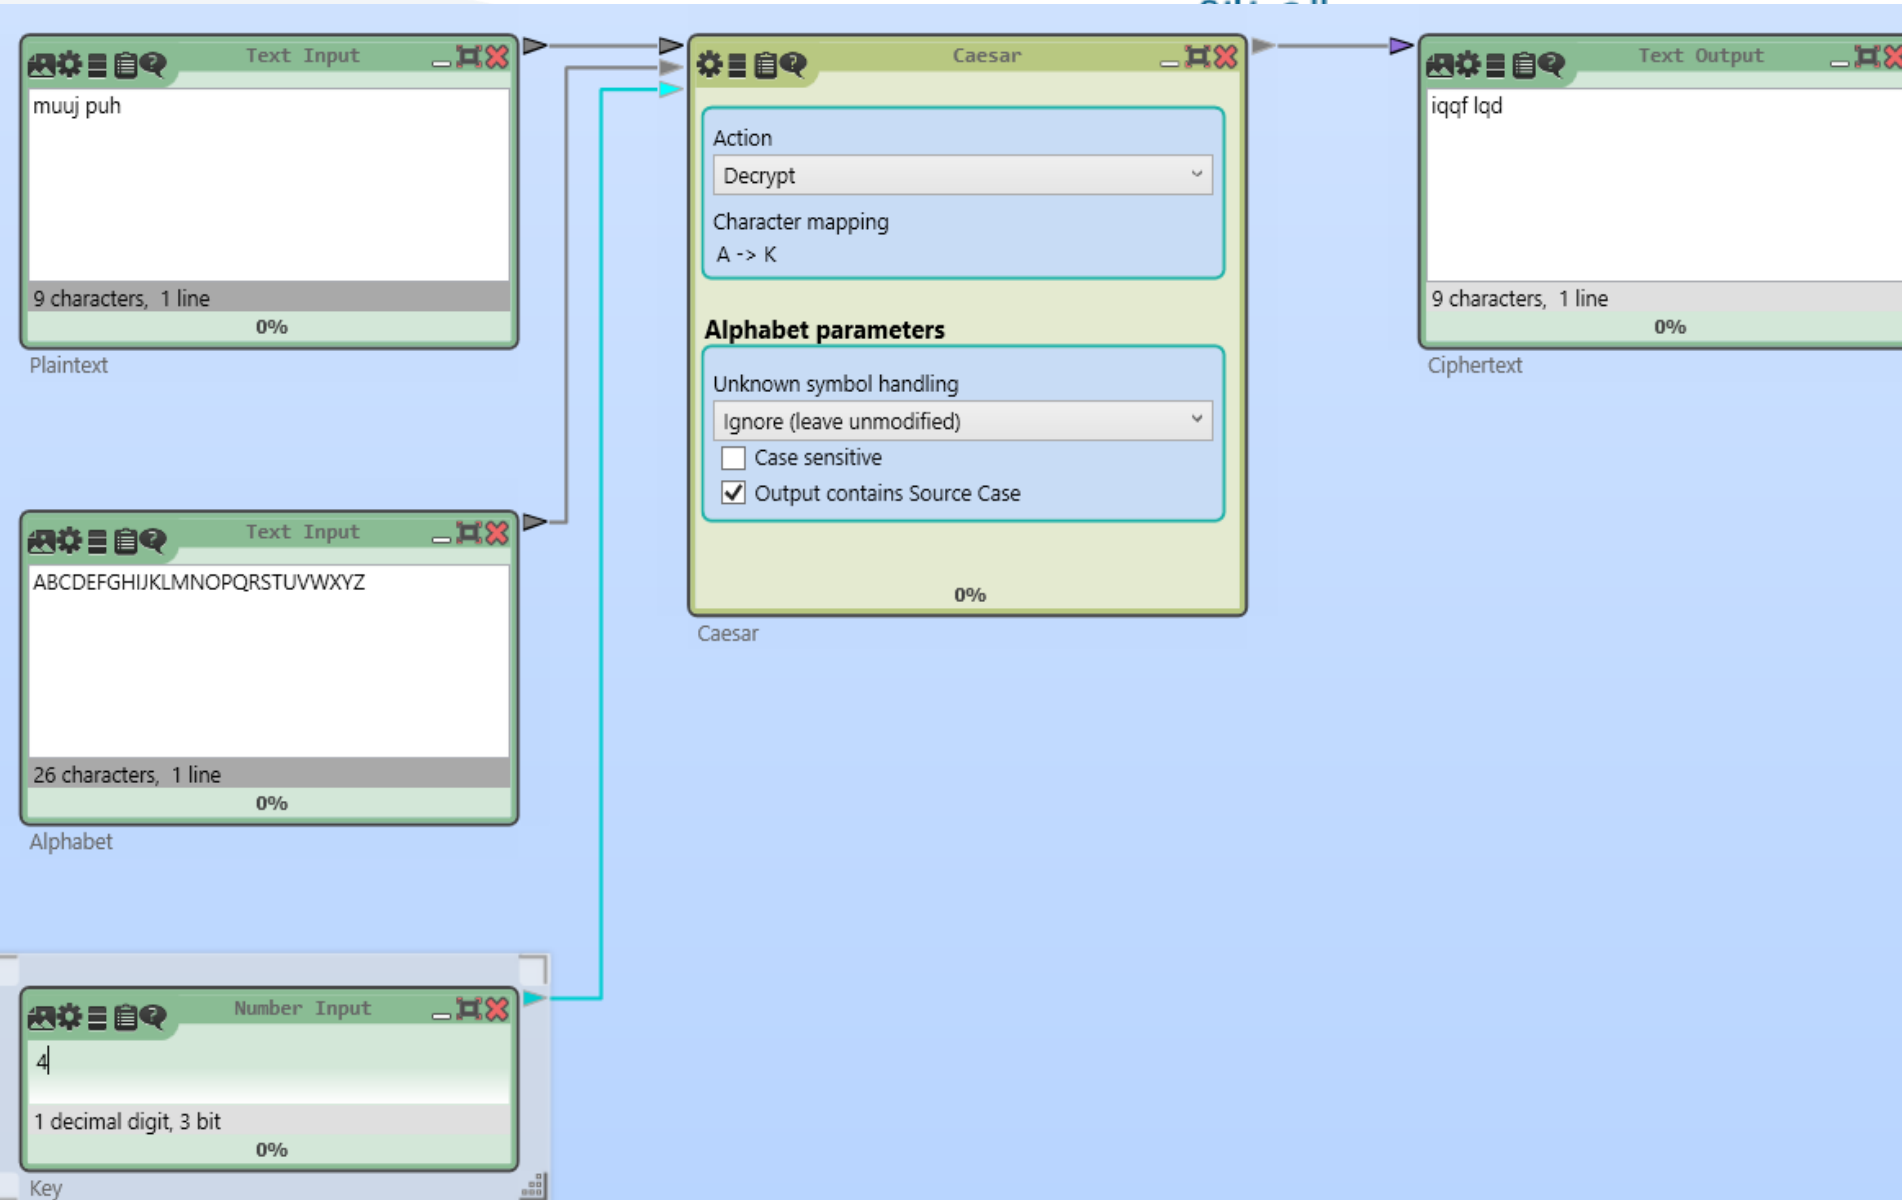 Text Input
muuj puh
9 characters,  1 line
0%
Plaintext
Text Input
ABCDEFGHIJKLMNOPQRSTUVWXYZ
26 characters,  1 line
0%
Alphabet
Number Input
4
1 decimal digit, 3 bit
0%
Key
Caesar
Action
Decrypt
Character mapping
A -> K
Alphabet parameters
Unknown symbol handling
Ignore (leave unmodified)
Case sensitive
Output contains Source Case
0%
Caesar
Text Output
iqqf lqd
9 characters,  1 line
0%
Ciphertext